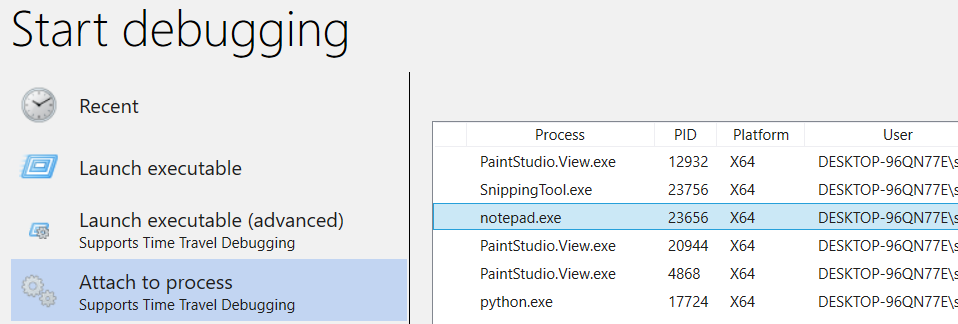 Start debugging
Recent
Launch executable
Launch executable (advanced)
Supports Time Travel Debugging
Attach to process
Supports Time Travel Debugging
Process PID Platform User
PaintStudio.View.exe 12932 X64 DESKTOP-96QN77E\s
SnippingTool.exe 23756 X64 DESKTOP-96QN77E\s
notepad.exe 23656 X64 DESKTOP-96QN77E\s
PaintStudio.View.exe 20944 X64 DESKTOP-96QN77E\s
PaintStudio.View.exe 4868 X64 DESKTOP-96QN77E\s
python.exe 17724 X64 DESKTOP-96QN77E\s